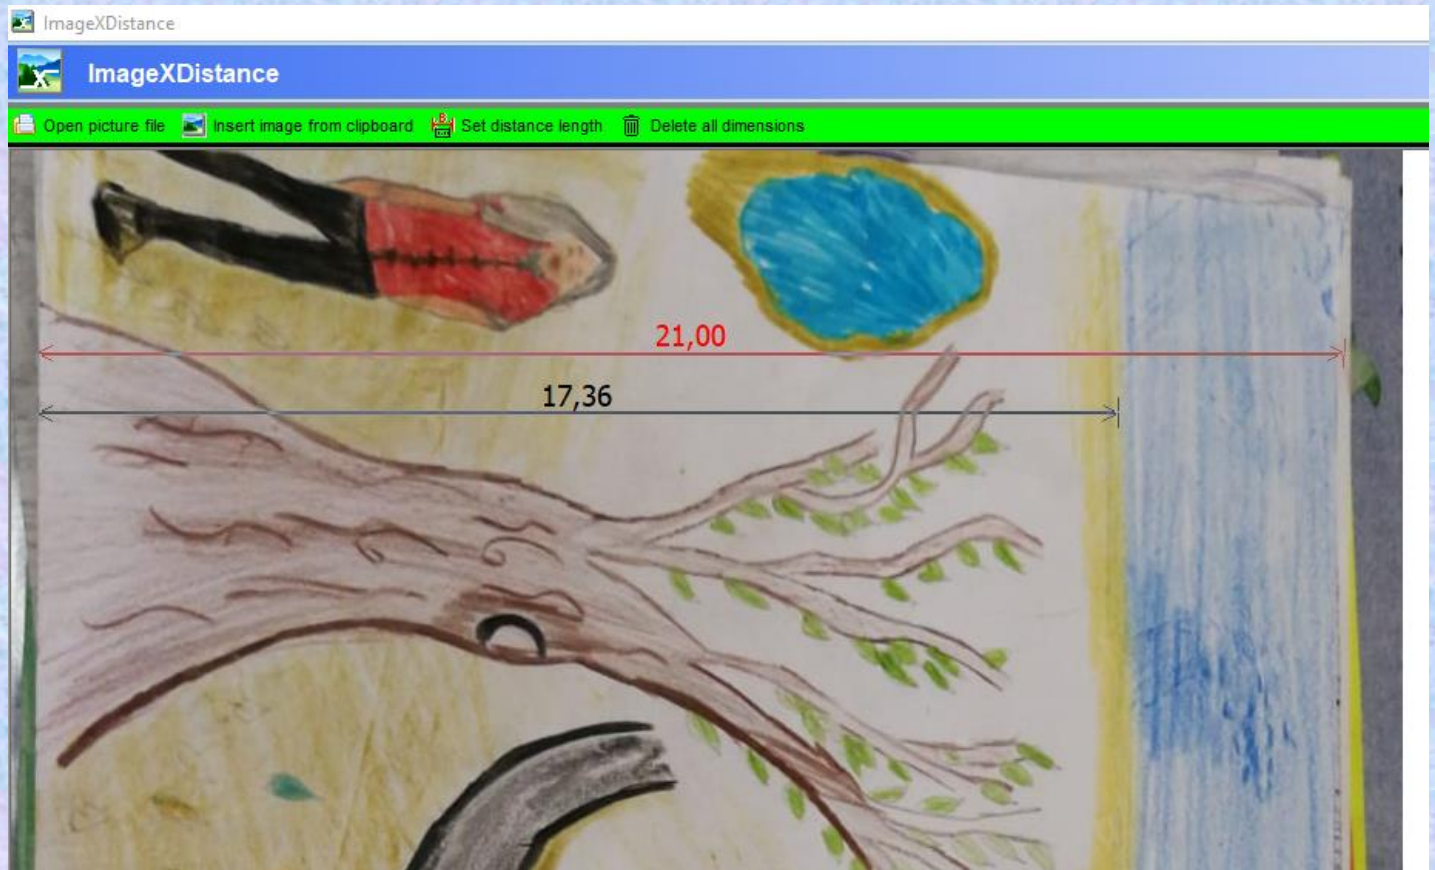 ImageXDistance
ImageXDistance
Open picture file Insert image from clipboard Set distance length Delete all dimensions
21,00
17,36